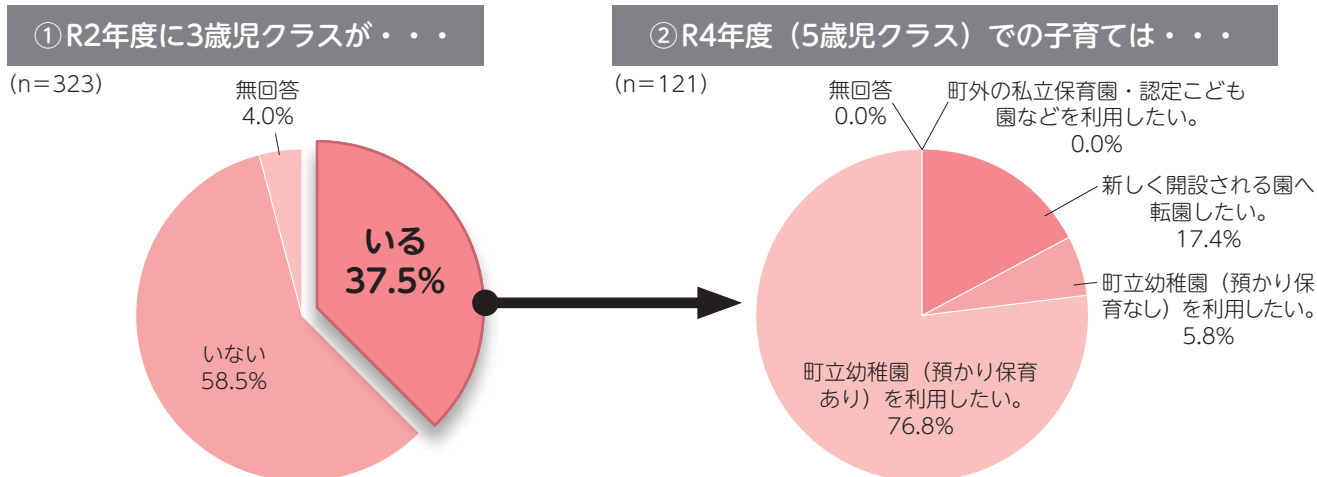 ①R2年度に3歳児クラスが・・・
(n=323)
無回答
4.0%
いる
37.5%
いない
58.5%
②R4年度（5歳児クラス）での子育ては・・・
(n=121)
無回答
0.0%
町外の私立保育園・認定こども
園などを利用したい。
0.0%
新しく開設される園へ
転園したい。
17.4%
町立幼稚園（預かり保
育なし）を利用したい。
5.8%
町立幼稚園（預かり保育
あり）を利用したい。
76.8%